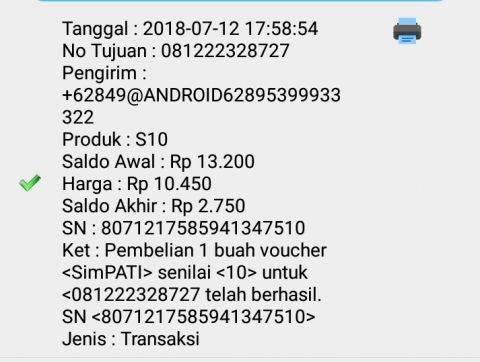 Tanggal : 2018-07-12 17:58:54
No Tujuan : 081222328727
Pengirim :
+62849@ANDROID62895399933
322
Produk : S10
Saldo Awal : Rp 13.200
Harga : Rp 10.450
Saldo Akhir : Rp 2.750
SN : 8071217585941347510
Ket : Pembelian 1 buah voucher
<SimPATI> senilai <10> untuk
<081222328727 telah berhasil.
SN <8071217585941347510>
Jenis : Transaksi